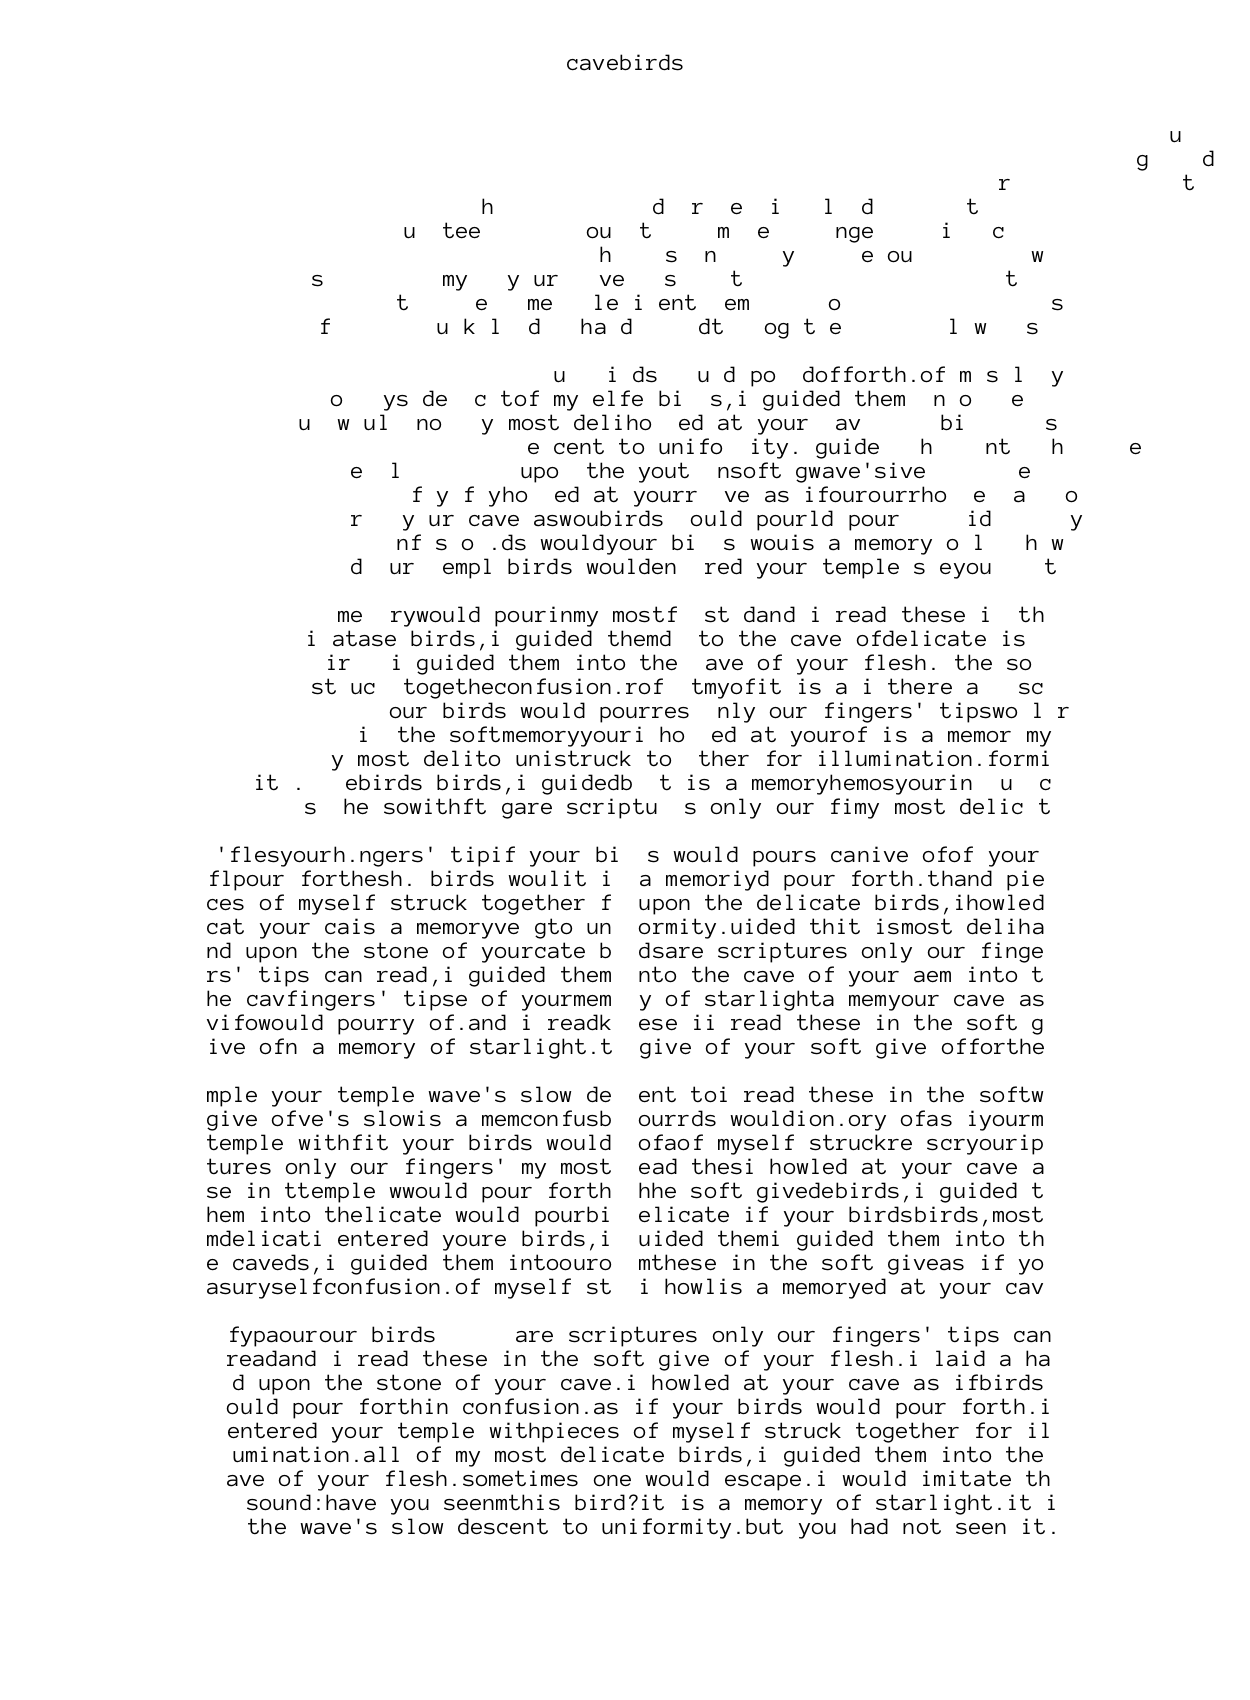 cavebirds
u
g d
r t
h d r e i l d t
u tee ou t m e nge i c
h s n y e ou w
s my y ur ve s t t
t e me le i ent em o s
f u k l d ha d dt og t e l w s
u i ds u d po dofforth.of m s l y
o ys de c tof my elfe bi s,i guided them n o e
u w ul no y most deliho ed at your av bi s
e cent to unifo ity. guide h nt h e
e l upo the yout nsoft gwave'sive e
f y f yho ed at yourr ve as ifourourrho e a o
r y ur cave aswoubirds ould pourld pour id y
nf s o .ds wouldyour bi s wouis a memory o l h w
d ur empl birds woulden red your temple s eyou t
me rywould pourinmy mostf st dand i read these i th
i atase birds,i guided themd to the cave ofdelicate is
ir i guided them into the ave of your flesh. the so
st uc togetheconfusion.rof tmyofit is a i there a sc
our birds would pourres nly our fingers' tipswo l r
i the softmemoryyouri ho ed at yourof is a memor my
y most delito unistruck to ther for illumination.formi
it . ebirds birds,i guidedb t is a memoryhemosyourin u c
s he sowithft gare scriptu s only our fimy most delic t
'flesyourh.ngers' tipif your bi s would pours canive ofof your
flpour forthesh. birds woulit i a memoriyd pour forth.thand pie
ces of myself struck together f upon the delicate birds,ihowled
cat your cais a memoryve gto un ormity.uided thit ismost deliha
nd upon the stone of yourcate b dsare scriptures only our finge
rs' tips can read,i guided them nto the cave of your aem into t
he cavfingers' tipse of yourmem y of starlighta memyour cave as
vifowould pourry of.and i readk ese ii read these in the soft g
ive ofn a memory of starlight.t give of your soft give offorthe
mple your temple wave's slow de ent toi read these in the softw
give ofve's slowis a memconfusb ourrds wouldion.ory ofas iyourm
temple withfit your birds would ofaof myself struckre scryourip
tures only our fingers' my most ead thesi howled at your cave a
se in ttemple wwould pour forth hhe soft givedebirds,i guided t
hem into thelicate would pourbi elicate if your birdsbirds,most
mdelicati entered youre birds,i uided themi guided them into th
e caveds,i guided them intoouro mthese in the soft giveas if yo
asuryselfconfusion.of myself st i howlis a memoryed at your cav
fypaourour birds are scriptures only our fingers' tips can
readand i read these in the soft give of your flesh.i laid a ha
d upon the stone of your cave.i howled at your cave as ifbirds
ould pour forthin confusion.as if your birds would pour forth.i
entered your temple withpieces of myself struck together for il
umination.all of my most delicate birds,i guided them into the
ave of your flesh.sometimes one would escape.i would imitate th
sound:have you seenmthis bird?it is a memory of starlight.it i
the wave's slow descent to uniformity.but you had not seen it.